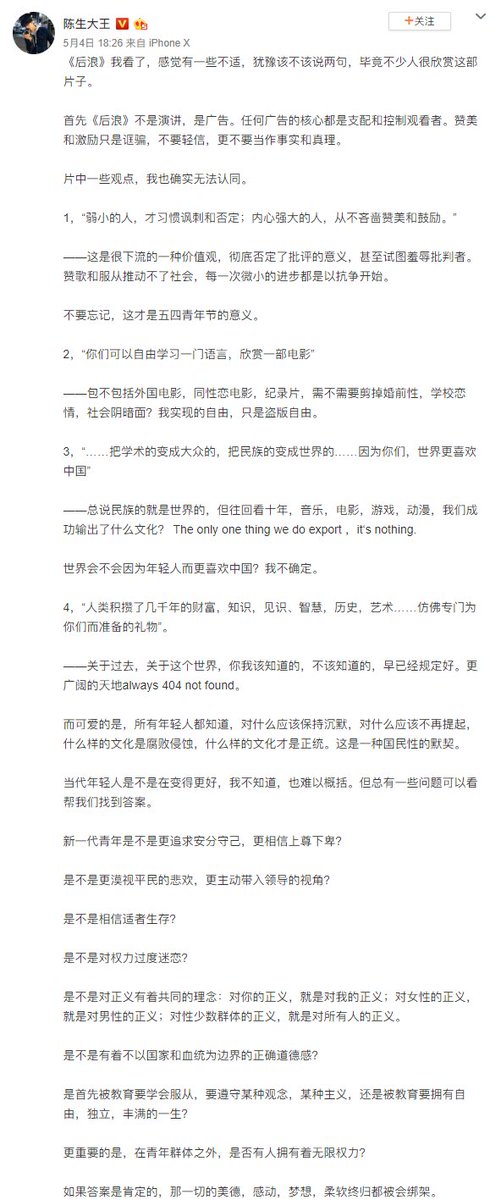 陈生大王
+关注
5月4日 18:26 来自 iPhone X
《后浪》我看了，感觉有一些不适，犹豫该不该说两句，毕竟不少人很欣赏这部
片子。
首先《后浪》不是演讲，是广告。任何广告的核心都是支配和控制观看者。赞美
和激励只是诓骗，不要轻信，更不要当作事实和真理。
片中一些观点，我也确实无法认同。
1，“弱小的人，才习惯讽刺和否定；内心强大的人，从不吝啬赞美和鼓励。”
——这是很下流的一种价值观，彻底否定了批评的意义，甚至试图羞辱批判者。
赞歌和服从推动不了社会，每一次微小的进步都是以抗争开始。
不要忘记，这才是五四青年节的意义。
2，“你们可以自由学习一门语言，欣赏一部电影”
——包不包括外国电影，同性恋电影，纪录片，需不需要剪掉婚前性，学校恋
情，社会阴暗面？我实现的自由，只是盗版自由。
3，“……把学术的变成大众的，把民族的变成世界的……因为你们，世界更喜欢
中国”
——总说民族的就是世界的，但往回看十年，音乐，电影，游戏，动漫，我们成
功输出了什么文化？ The only one thing we do export ，it's nothing.
世界会不会因为年轻人而更喜欢中国？我不确定。
4，“人类积攒了几千年的财富，知识，见识、智慧，历史，艺术……仿佛专门为
你们而准备的礼物”。
——关于过去，关于这个世界，你我该知道的，不该知道的，早已经规定好。更
广阔的天地always 404 not found。
而可爱的是，所有年轻人都知道，对什么应该保持沉默，对什么应该不再提起，
什么样的文化是腐败侵蚀，什么样的文化才是正统。这是一种国民性的默契。
当代年轻人是不是在变得更好，我不知道，也难以概括。但总有一些问题可以看
帮我们找到答案。
新一代青年是不是更追求安分守己，更相信上尊下卑？
是不是更漠视平民的悲欢，更主动带入领导的视角？
是不是相信适者生存？
是不是对权力过度迷恋？
是不是对正义有着共同的理念：对你的正义，就是对我的正义；对女性的正义，
就是对男性的正义；对性少数群体的正义，就是对所有人的正义。
是不是有着不以国家和血统为边界的正确道德感？
是首先被教育要学会服从，要遵守某种观念，某种主义，还是被教育要拥有自
由，独立，丰满的一生？
更重要的是，在青年群体之外，是否有人拥有着无限权力？
如果答案是肯定的，那一切的美德，感动，梦想，柔软终归都被会绑架。